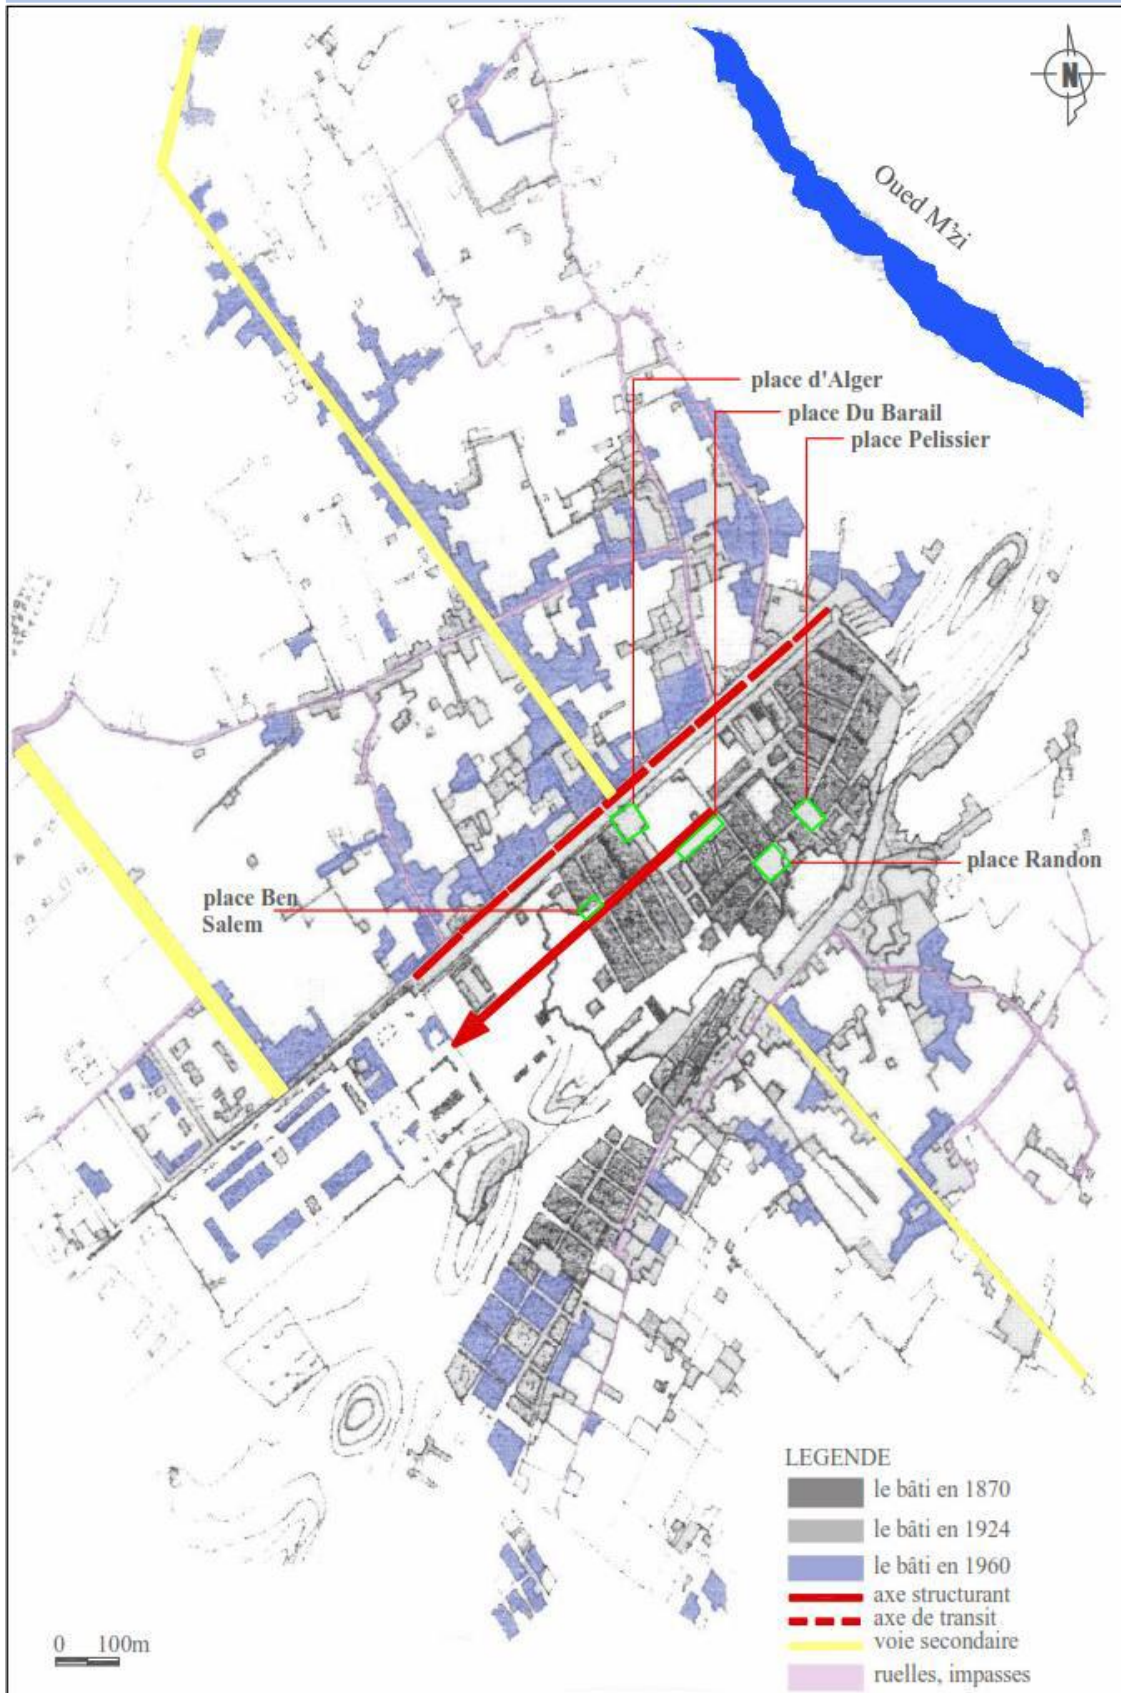 N
Oued M'zi
place d'Alger
place Du Barail
place Pelissier
place Randon
place Ben
Salem
LEGENDE
le bâti en 1870
le bâti en 1924
le bâti en 1960
axe structurant
axe de transit
voie secondaire
ruelles, impasses
0 100m